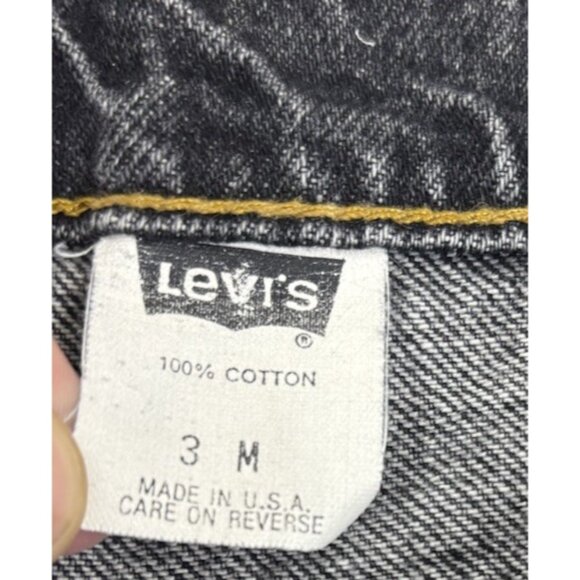 Levi's
®
100% COTTON
3 M
MADE IN U.S.A.
CARE ON REVERSE